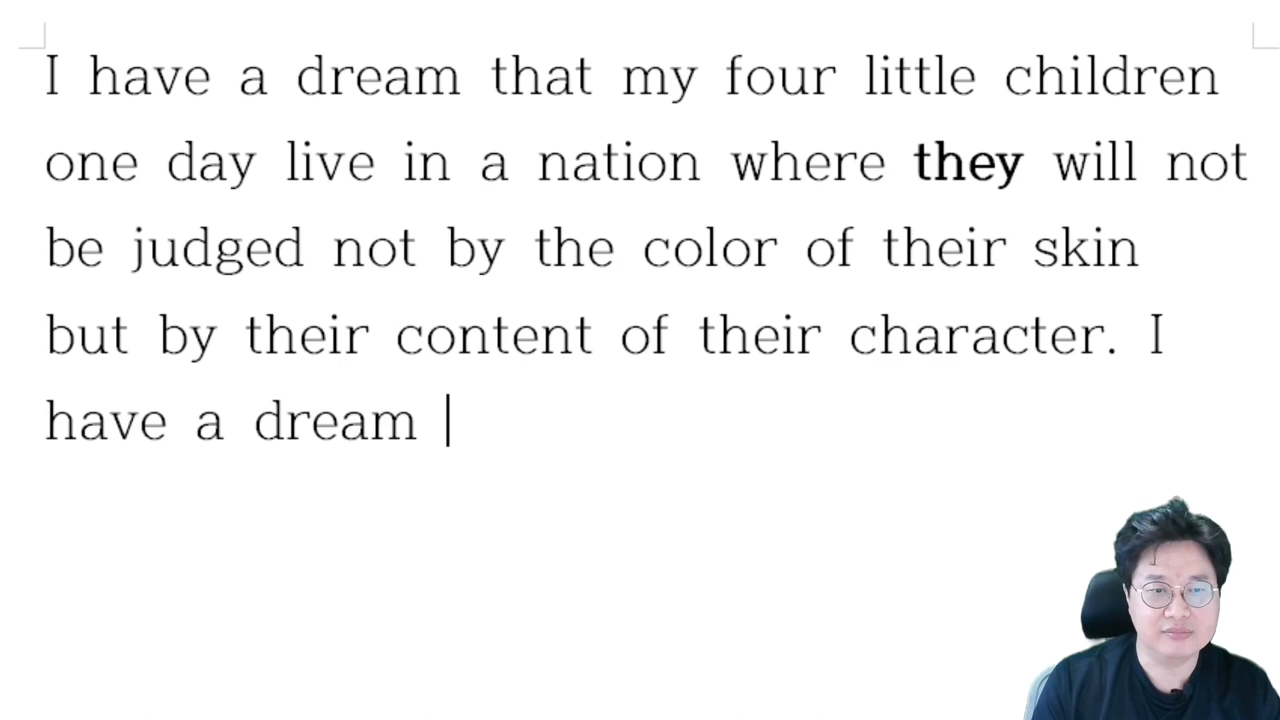 I have a dream that my four little children
one day live in a nation where they will not
be judged not by the color of their skin
but by their content of their character. I
have a dream